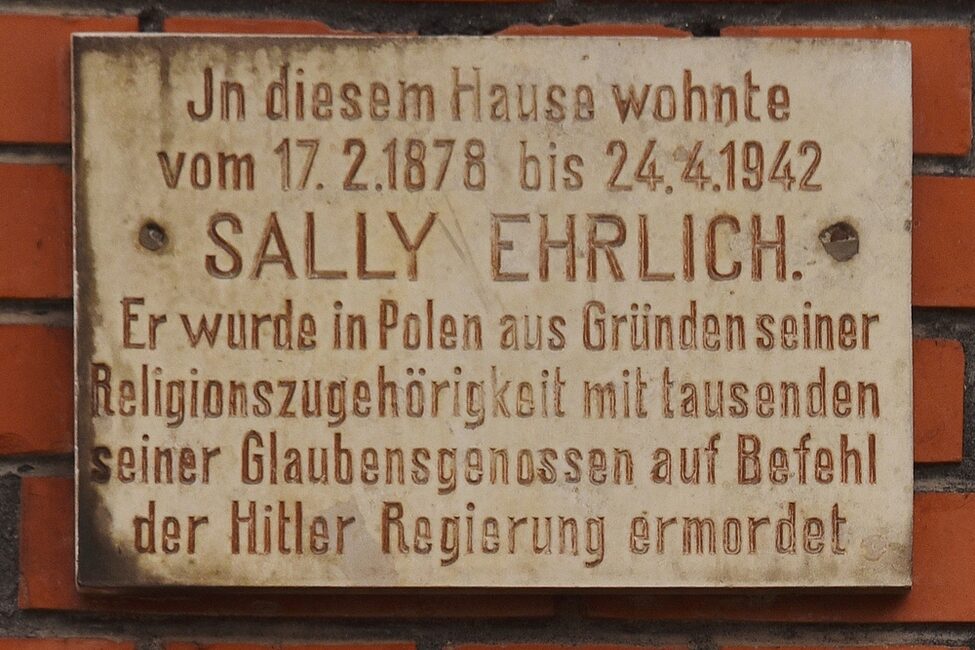 Jn diesem Hause wohnte
vom 17. 2.1878 bis 24.4.1942
SALLY EHRLICH.
Er wurde in Polen aus Gründen seiner
Religionszugehörigkeit mit tausenden
seiner Glaubensgenossen auf Befehl
der Hitler Regierung ermordet